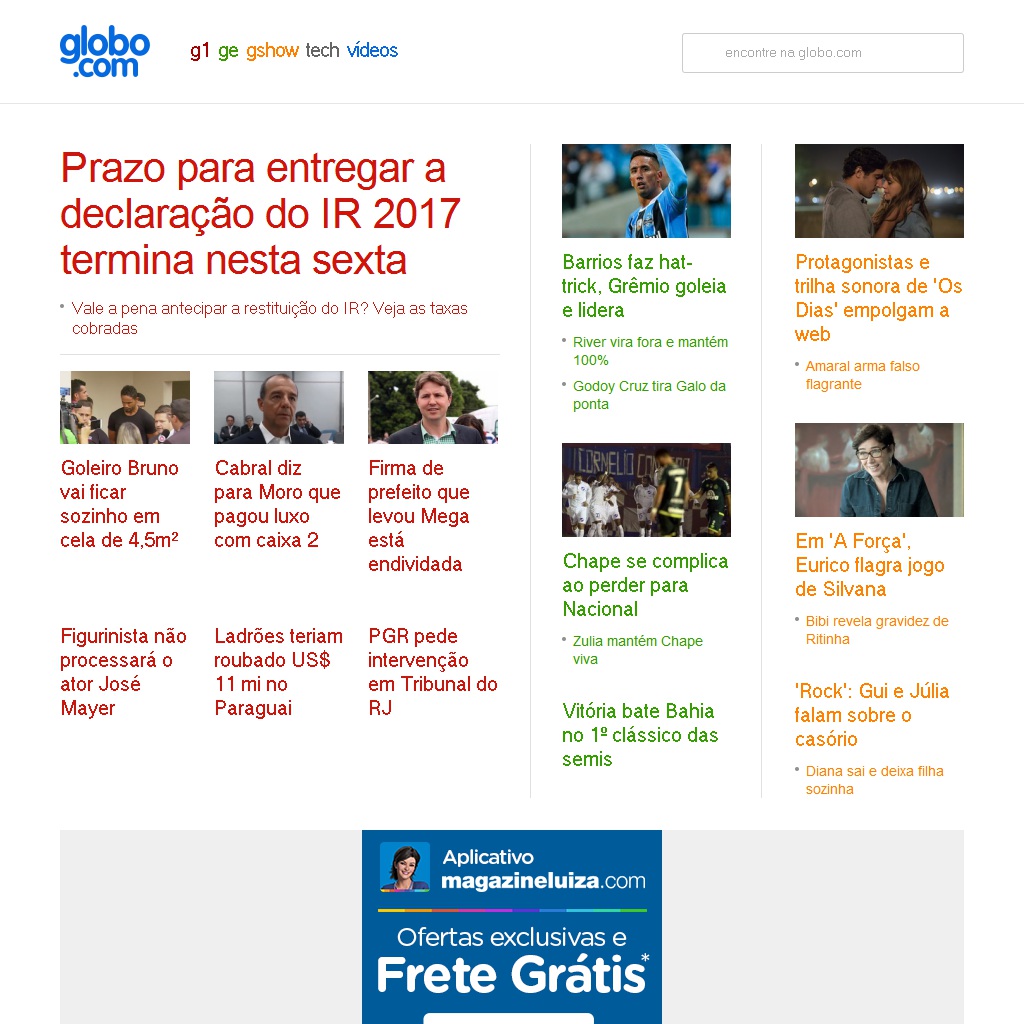 globo
.com
g1 ge gshow tech vídeos
encontre na globo.com
Prazo para entregar a
declaração do IR 2017
termina nesta sexta
Vale a pena antecipar a restituição do IR? Veja as taxas
cobradas
Goleiro Bruno
vai ficar
sozinho em
cela de 4,5m²
Cabral diz
para Moro que
pagou luxo
com caixa 2
Firma de
prefeito que
levou Mega
está
endividada
Figurinista não
processará o
ator José
Mayer
Ladrões teriam
roubado US$
11 mi no
Paraguai
PGR pede
intervenção
em Tribunal do
RJ
Barrios faz hat-
trick, Grêmio goleia
e lidera
River vira fora e mantém
100%
Godoy Cruz tira Galo da
ponta
CORNELIO
7
Chape se complica
ao perder para
Nacional
Zulia mantém Chape
viva
Vitória bate Bahia
no 1º clássico das
semis
Protagonistas e
trilha sonora de 'Os
Dias' empolgam a
web
Amaral arma falso
flagrante
Em 'A Força',
Eurico flagra jogo
de Silvana
Bibi revela gravidez de
Ritinha
'Rock': Gui e Júlia
falam sobre o
casório
Diana sai e deixa filha
sozinha
Aplicativo
magazineluiza.com
Ofertas exclusivas e
Frete Grátis*